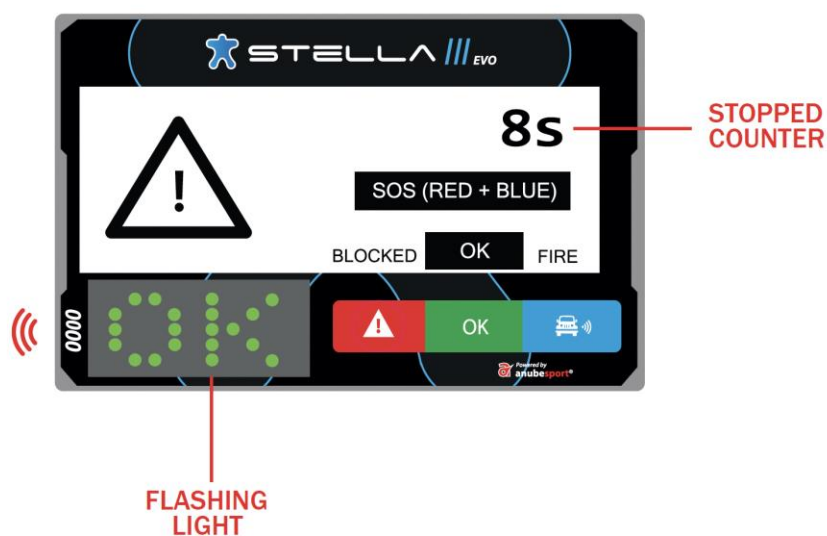 STELLA III EVO
8s
STOPPED
COUNTER
!
SOS (RED + BLUE)
BLOCKED OK FIRE
0000
OK
! OK
Powered by
anubesport®
FLASHING
LIGHT